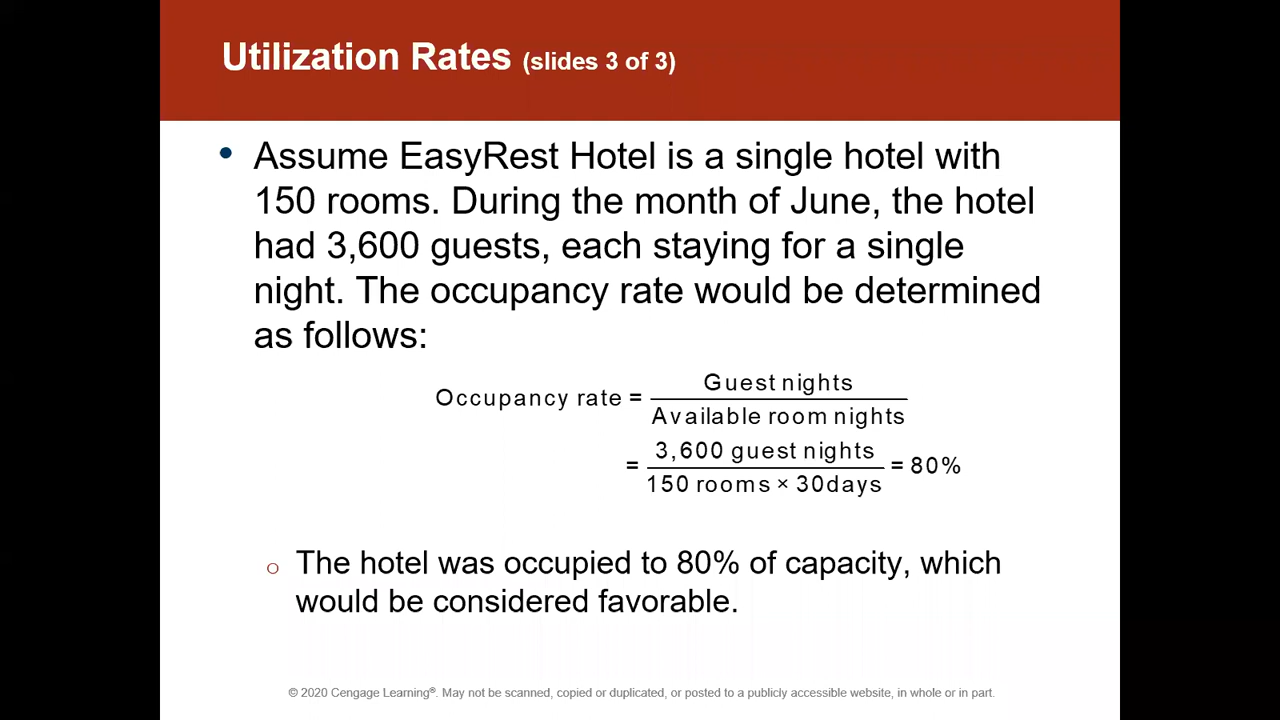 Utilization Rates (slides 3 of 3)
• Assume EasyRest Hotel is a single hotel with
150 rooms. During the month of June, the hotel
had 3,600 guests, each staying for a single
night. The occupancy rate would be determined
as follows:
Occupancy rate = Guest nights / Available room nights
= 3,600 guest nights / 150 rooms × 30days = 80%
o The hotel was occupied to 80% of capacity, which
would be considered favorable.
© 2020 Cengage Learning®. May not be scanned, copied or duplicated, or posted to a publicly accessible website, in whole or in part.